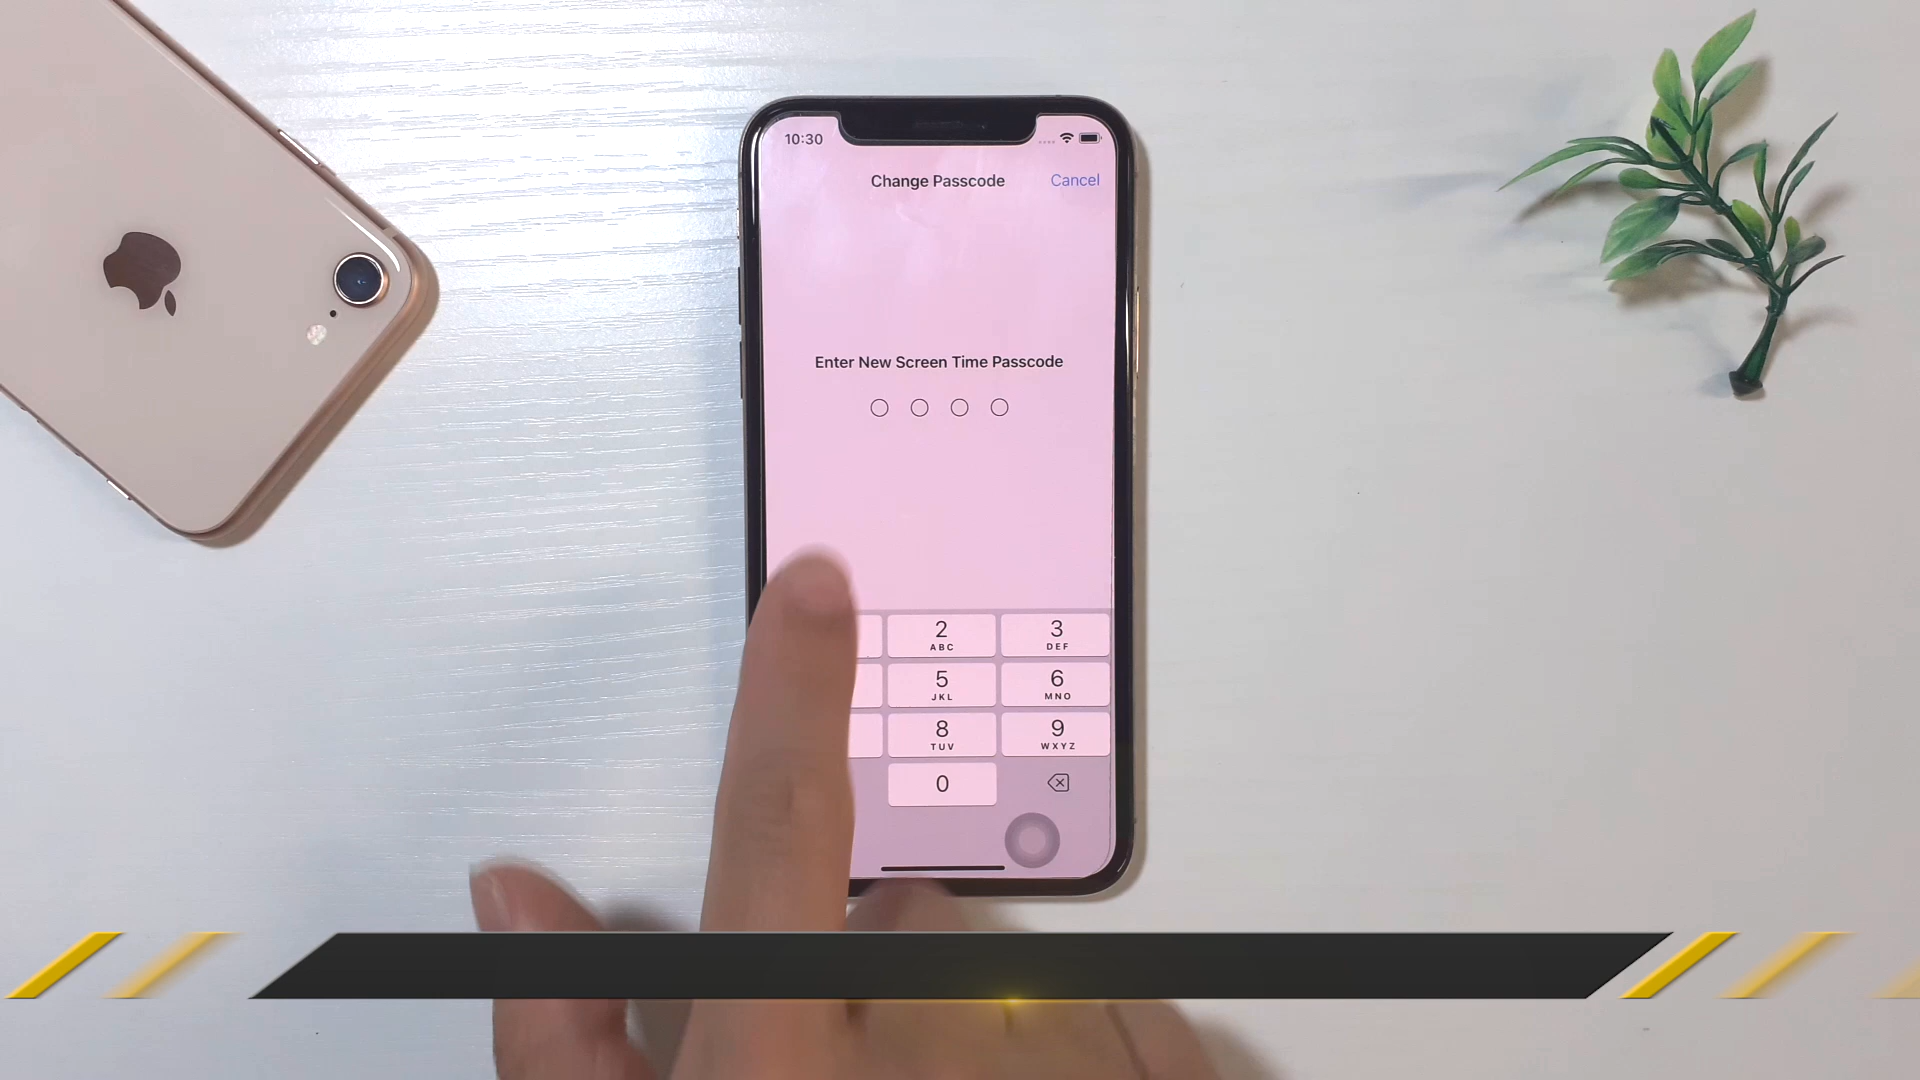 10:30
Change Passcode
Cancel
Enter New Screen Time Passcode
2
ABC
3
DEF
5
JKL
6
MNO
8
TUV
9
WXYZ
0